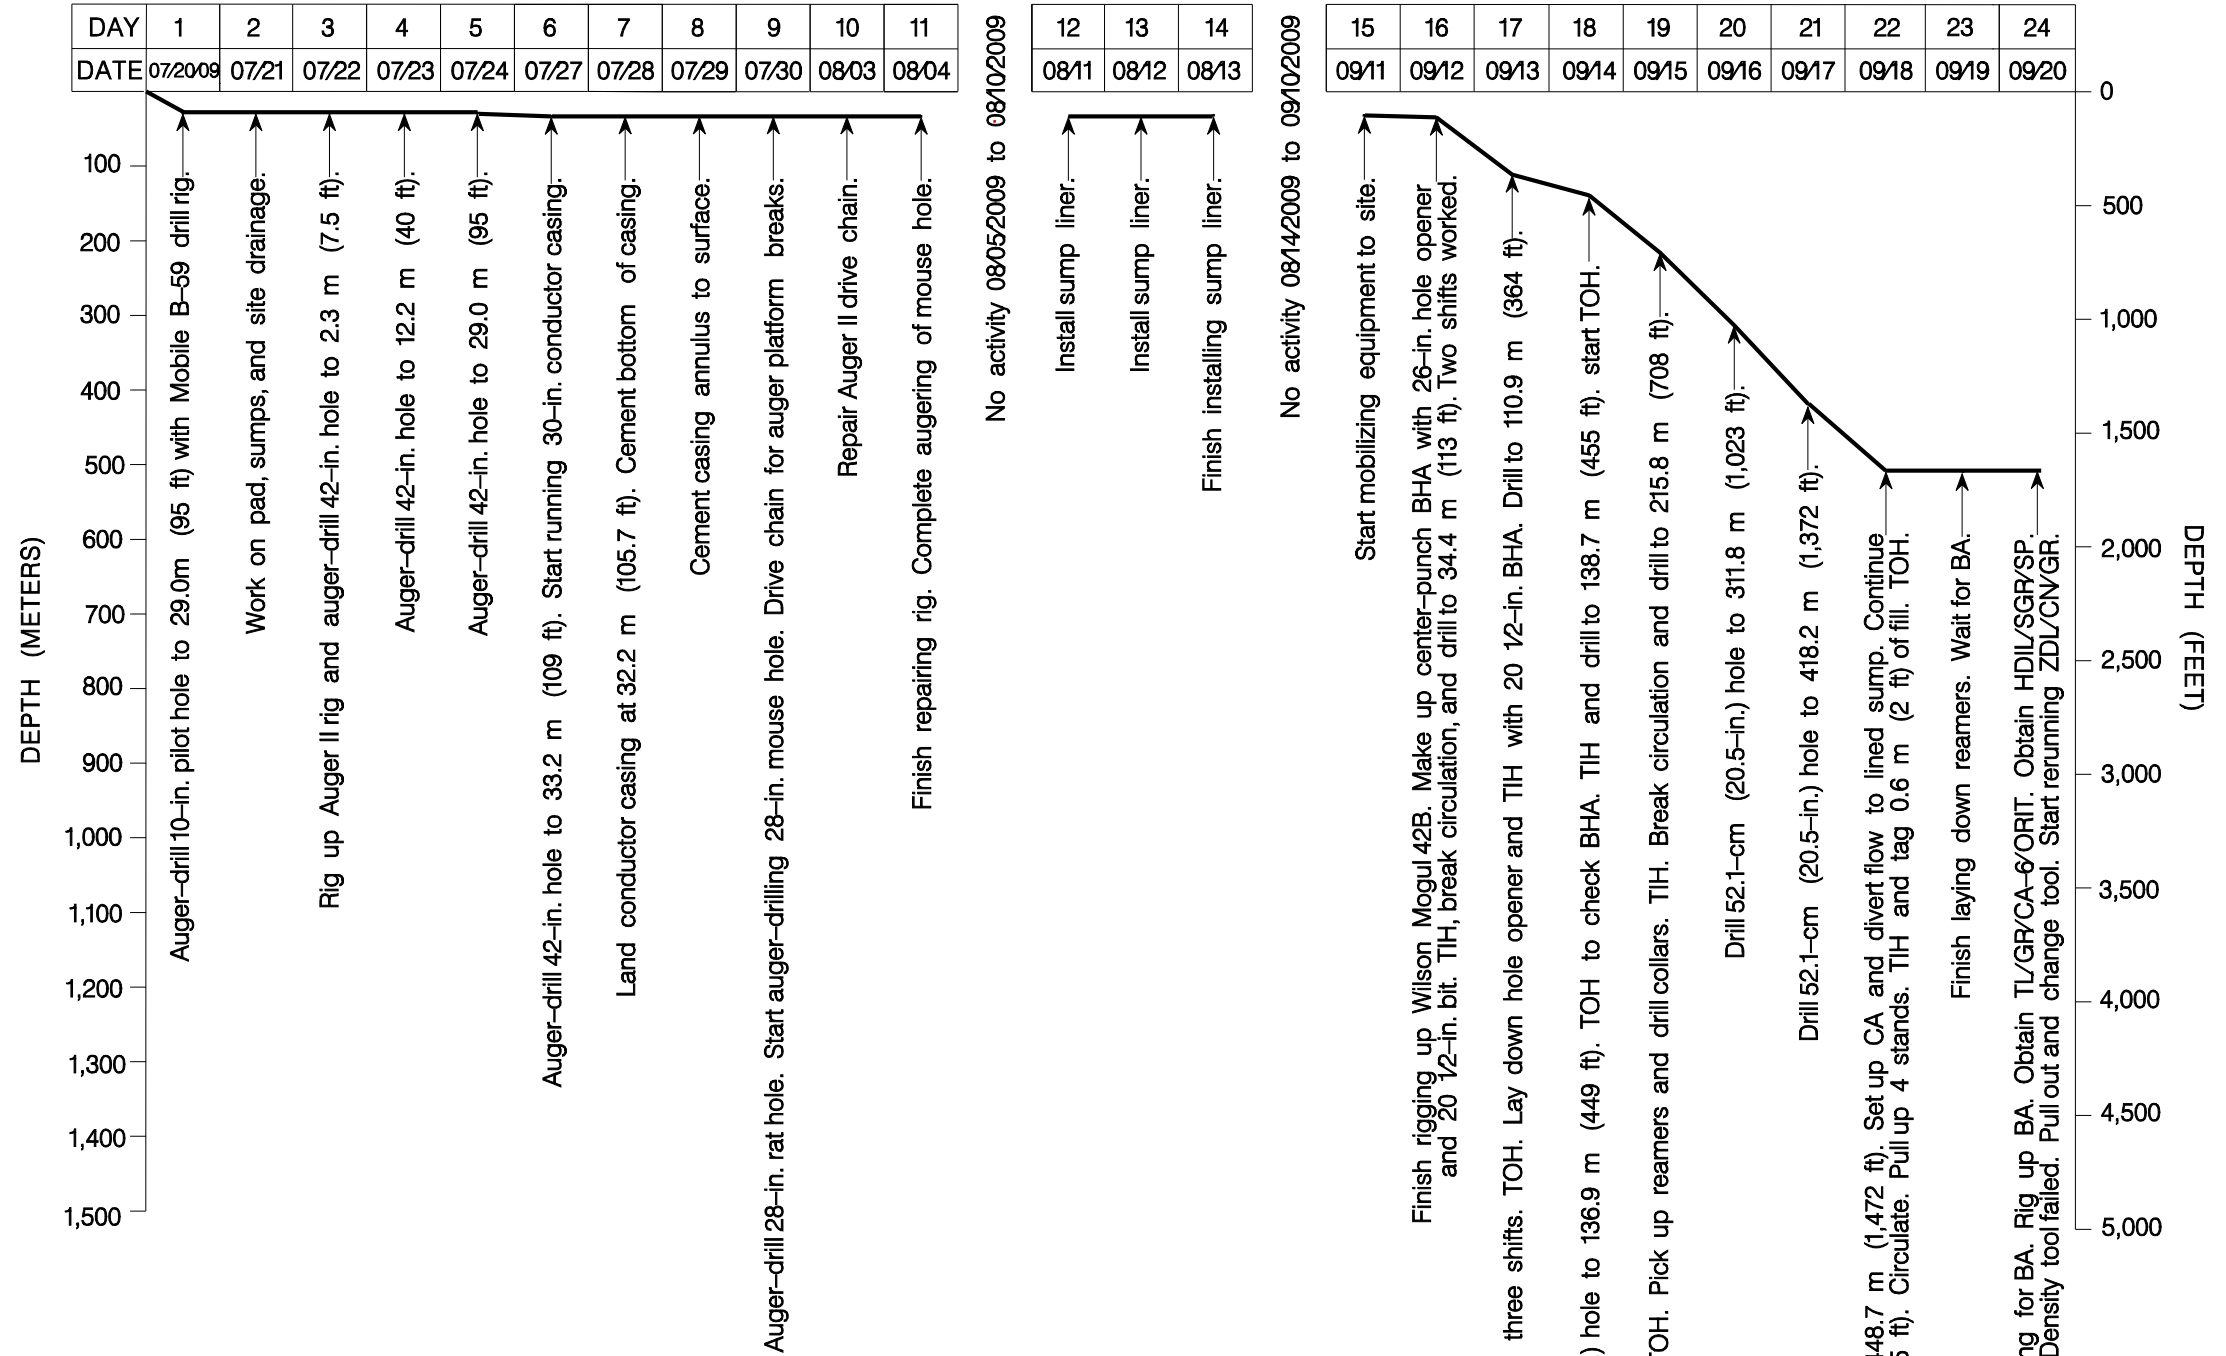 DAY 1 2 3 4 5 6 7 8 9 10 11 12 13 14 15 16 17 18 19 20 21 22 23 24
DATE 07/20/09 07/21 07/22 07/23 07/24 07/27 07/28 07/29 07/30 08/03 08/04 08/11 08/12 08/13 09/11 09/12 09/13 09/14 09/15 09/16 09/17 09/18 09/19 09/20
DEPTH (METERS)
100
200
300
400
500
600
700
800
900
1,000
1,100
1,200
1,300
1,400
1,500
Auger–drill 10–in. pilot hole to 29.0m (95 ft) with Mobile B–59 drill rig.
Work on pad, sumps, and site drainage.
Rig up Auger II rig and auger–drill 42–in. hole to 2.3 m (7.5 ft).
Auger–drill 42–in. hole to 12.2 m (40 ft).
Auger–drill 42–in. hole to 29.0 m (95 ft).
Auger–drill 42–in. hole to 33.2 m (109 ft). Start running 30–in. conductor casing.
Land conductor casing at 32.2 m (105.7 ft). Cement bottom of casing.
Cement casing annulus to surface.
Auger–drill 28–in. rat hole. Start auger–drilling 28–in. mouse hole. Drive chain for auger platform breaks.
Repair Auger II drive chain.
Finish repairing rig. Complete augering of mouse hole.
No activity 08/05/2009 to 08/10/2009
Install sump liner.
Install sump liner.
Finish installing sump liner.
No activity 08/14/2009 to 09/10/2009
Start mobilizing equipment to site.
Finish rigging up Wilson Mogul 42B. Make up center–punch BHA with 26–in. hole opener
and 20 1/2–in. bit. TIH, break circulation, and drill to 34.4 m (113 ft). Two shifts worked.
three shifts. TOH. Lay down hole opener and TIH with 20 1/2–in. BHA. Drill to 110.9 m (364 ft).
) hole to 136.9 m (449 ft). TOH to check BHA. TIH and drill to 138.7 m (455 ft). start TOH.
TOH. Pick up reamers and drill collars. TIH. Break circulation and drill to 215.8 m (708 ft).
Drill 52.1–cm (20.5–in.) hole to 311.8 m (1,023 ft).
Drill 52.1–cm (20.5–in.) hole to 418.2 m (1,372 ft).
448.7 m (1,472 ft). Set up CA and divert flow to lined sump. Continue
ft). Circulate. Pull up 4 stands. TIH and tag 0.6 m (2 ft) of fill. TOH.
Finish laying down reamers. Wait for BA.
ng for BA. Rig up BA. Obtain TL/GR/CA–6/ORIT. Obtain HDIL/SGR/SP.
Density tool failed. Pull out and change tool. Start rerunning ZDL/CN/GR.
0
500
1,000
1,500
2,000
2,500
3,000
3,500
4,000
4,500
5,000
DEPTH (FEET)